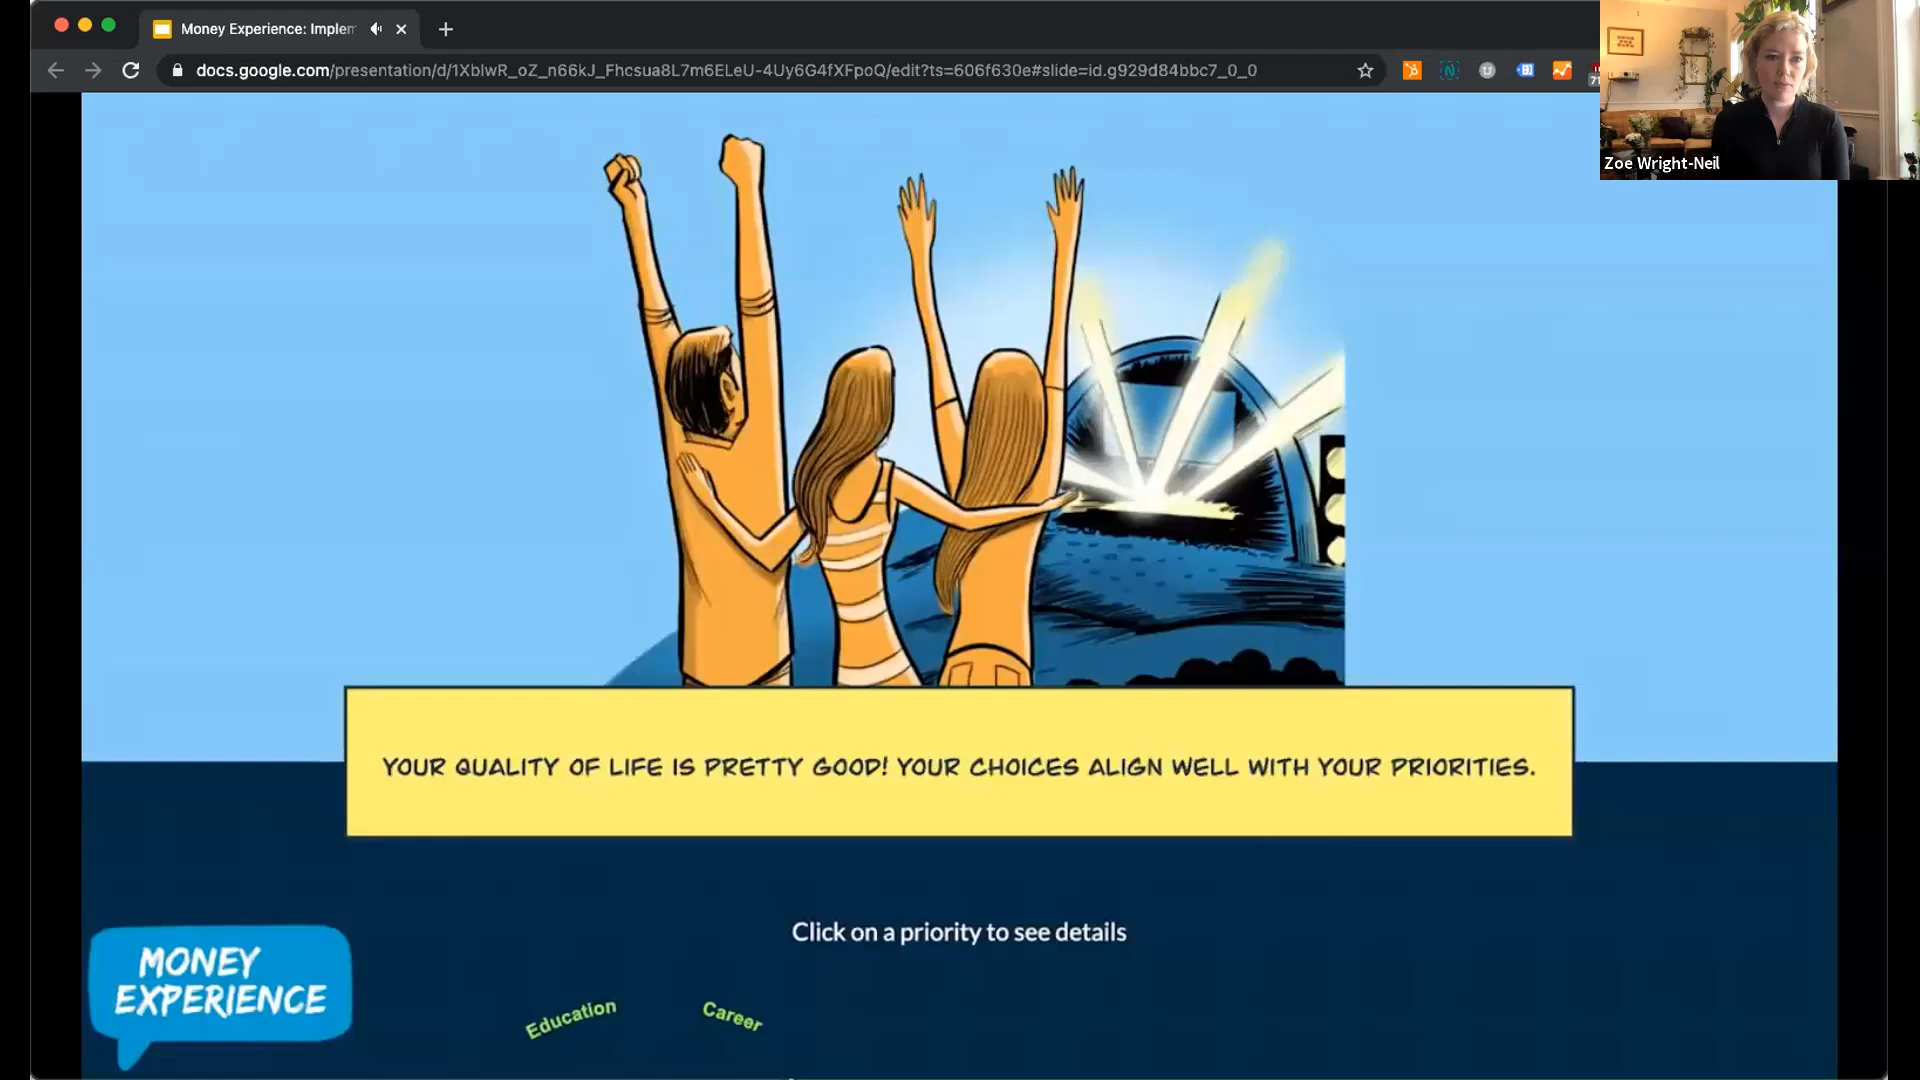 Money Experience: Implem
docs.google.com/presentation/d/1XblwR_oZ_n66kJ_Fhcsua8L7m6ELeU-4Uy6G4fXFpoQ/edit?ts=606f630e#slide=id.g929d84bbc7_0_0
71
Zoe Wright-Neil
YOUR QUALITY OF LIFE IS PRETTY GOOD! YOUR CHOICES ALIGN WELL WITH YOUR PRIORITIES.
Click on a priority to see details
MONEY
EXPERIENCE
Education
Career